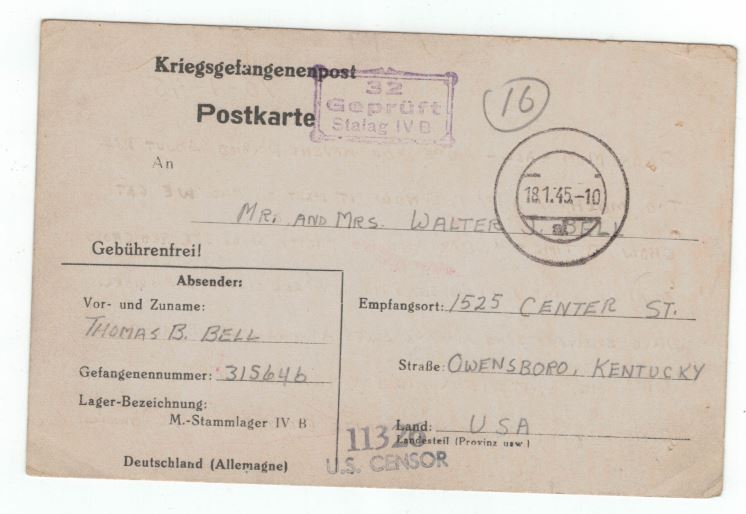 Kriegsgefangenenpost
32
Geprüft
Stalag IV B
16
Postkarte
An
18.1.45.-10
MR. AND MRS. WALTER J. BELL
Gebührenfrei!
Absender:
Vor- und Zuname:
THOMAS B. BELL
Gefangenennummer: 315646
Lager-Bezeichnung:
M.-Stammlager IV B
Deutschland (Allemagne)
Empfangsort: 1525 CENTER ST.
Straße: OWENSBORO, KENTUCKY
Land: USA
Landesteil (Provinz usw.)
U.S. CENSOR